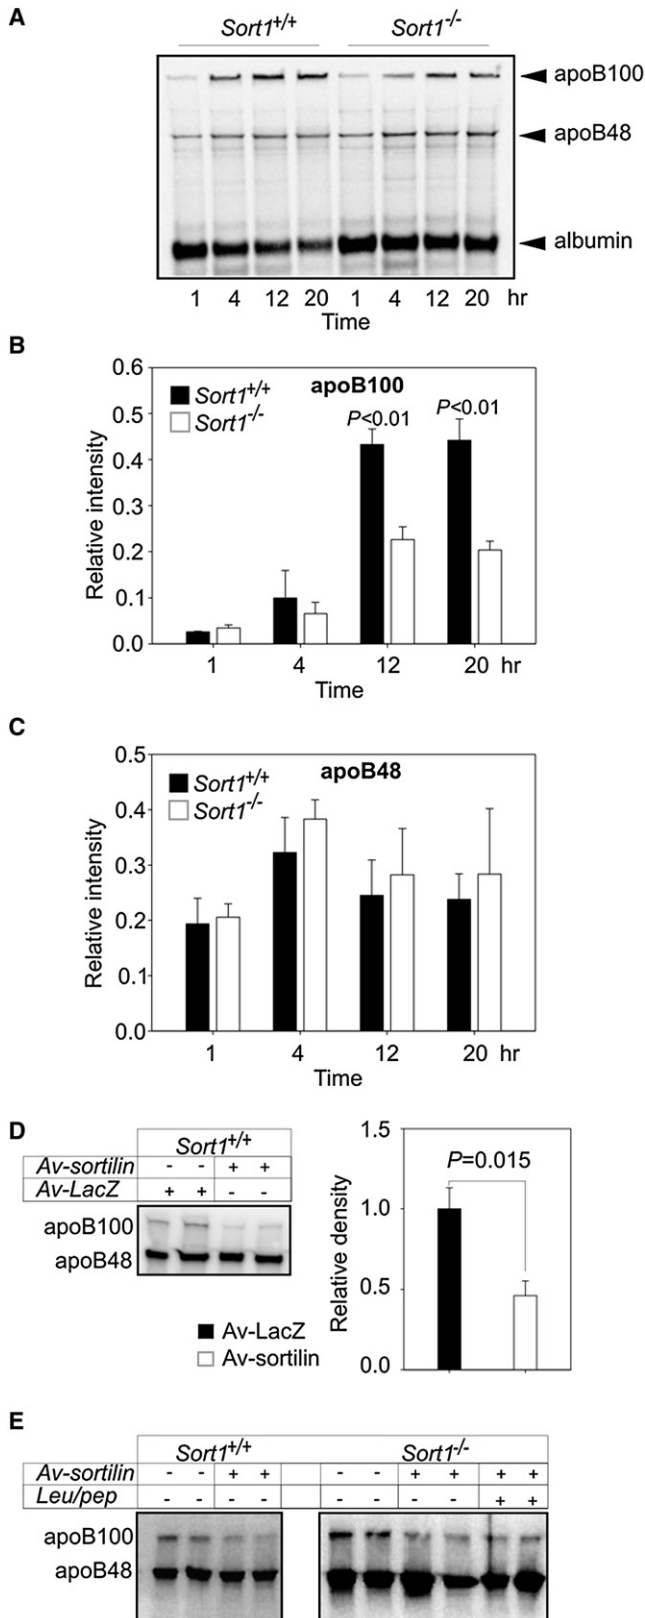 A
Sort1+/+ Sort1-/-
apoB100
apoB48
albumin
1 4 12 20 1 4 12 20 hr
Time
B
0.6
0.5
0.4
0.3
0.2
0.1
0.0
Relative intensity
apoB100
Sort1+/+
Sort1-/-
P<0.01
P<0.01
1 4 12 20 hr
Time
C
0.5
0.4
0.3
0.2
0.1
0.0
Relative intensity
apoB48
Sort1+/+
Sort1-/-
1 4 12 20 hr
Time
D
Sort1+/+
Av-sortilin - - + +
Av-LacZ + + - -
apoB100
apoB48
Av-LacZ
Av-sortilin
1.5
1.0
0.5
0.0
Relative density
P=0.015
E
Sort1+/+ Sort1-/-
Av-sortilin - - + + - - + + + +
Leu/pep - - - - - - - - + +
apoB100
apoB48